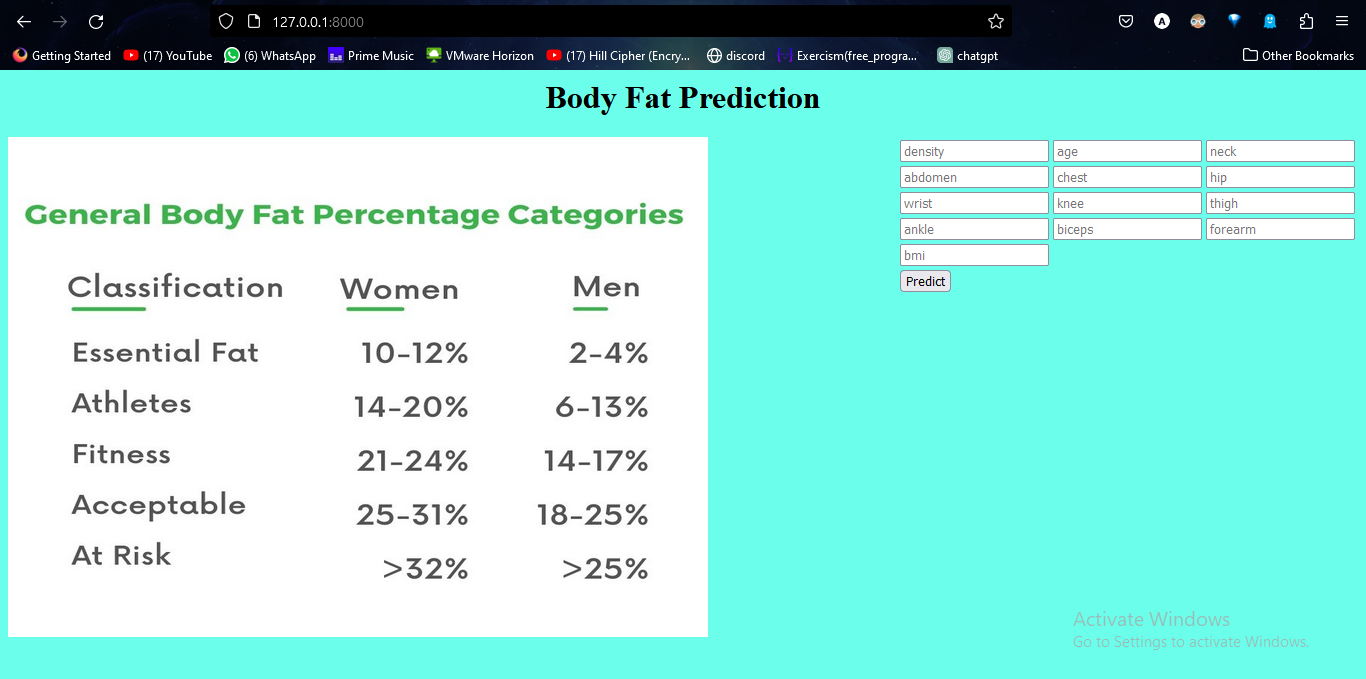 127.0.0.1:8000
Getting Started (17) YouTube (6) WhatsApp Prime Music VMware Horizon (17) Hill Cipher (Encry... discord Exercism(free_progra... chatgpt Other Bookmarks
Body Fat Prediction
General Body Fat Percentage Categories
Classification Women Men
Essential Fat 10-12% 2-4%
Athletes 14-20% 6-13%
Fitness 21-24% 14-17%
Acceptable 25-31% 18-25%
At Risk >32% >25%
density age neck
abdomen chest hip
wrist knee thigh
ankle biceps forearm
bmi
Predict
Activate Windows
Go to Settings to activate Windows.